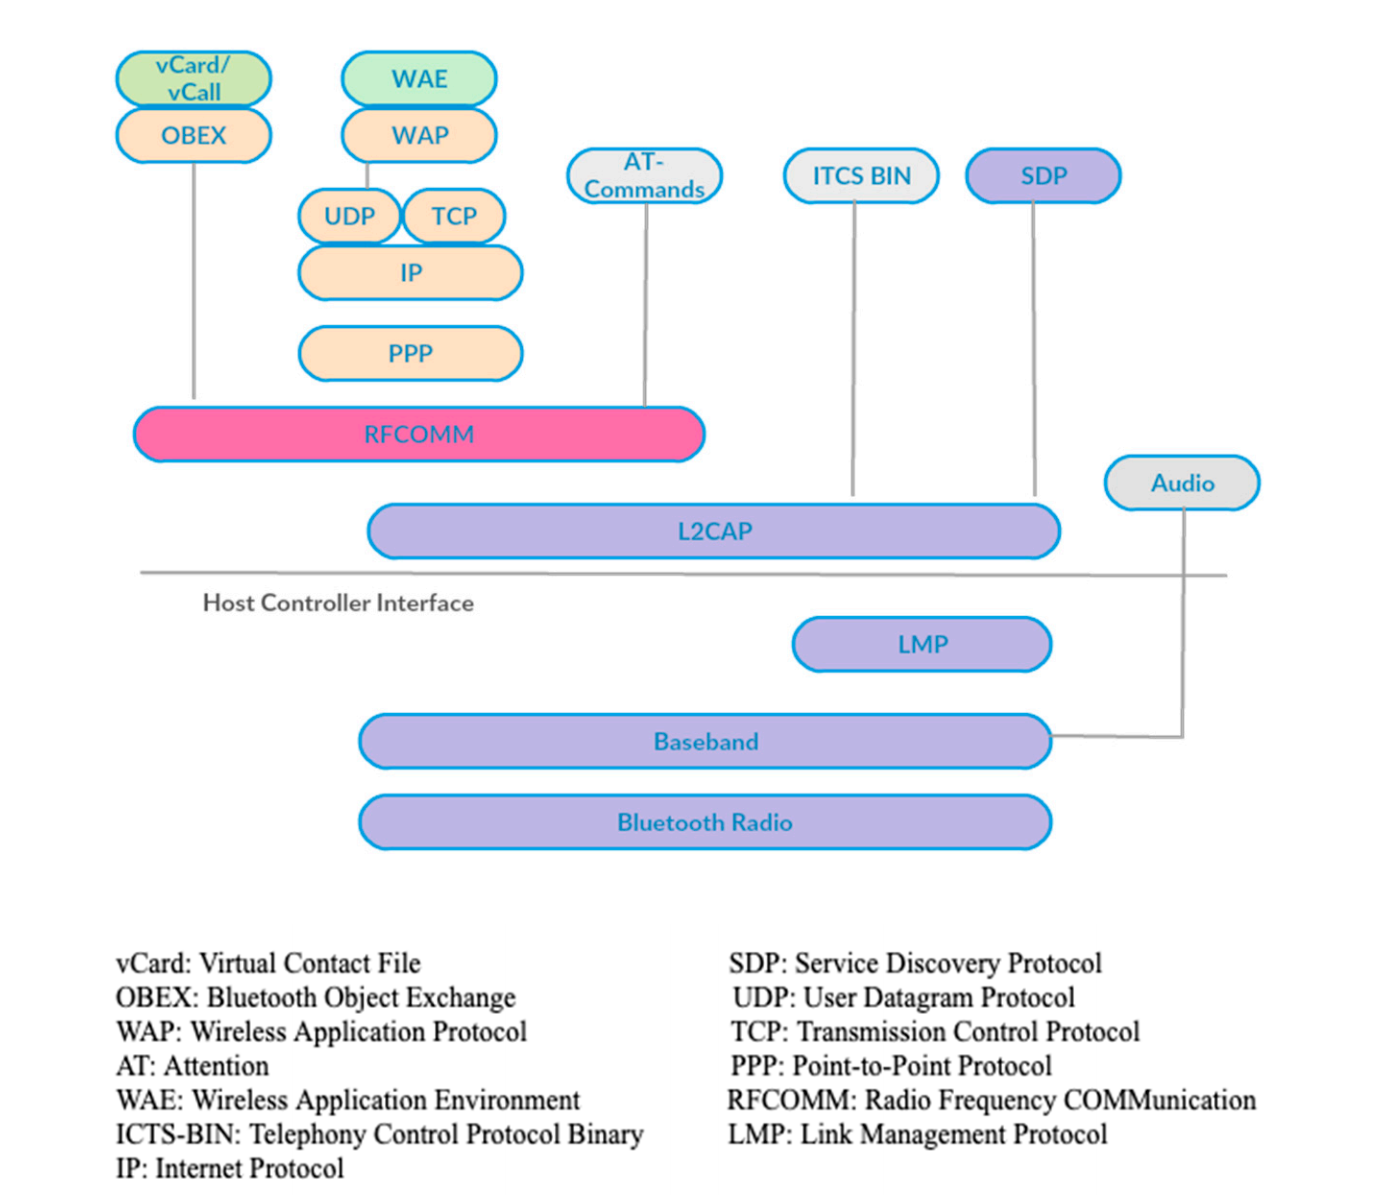 vCard/
vCall
WAE
OBEX
WAP
AT-
Commands
ITCS BIN
SDP
UDP
TCP
IP
PPP
RFCOMM
Audio
L2CAP
Host Controller Interface
LMP
Baseband
Bluetooth Radio
vCard: Virtual Contact File
OBEX: Bluetooth Object Exchange
WAP: Wireless Application Protocol
AT: Attention
WAE: Wireless Application Environment
ICTS-BIN: Telephony Control Protocol Binary
IP: Internet Protocol
SDP: Service Discovery Protocol
UDP: User Datagram Protocol
TCP: Transmission Control Protocol
PPP: Point-to-Point Protocol
RFCOMM: Radio Frequency COMMunication
LMP: Link Management Protocol